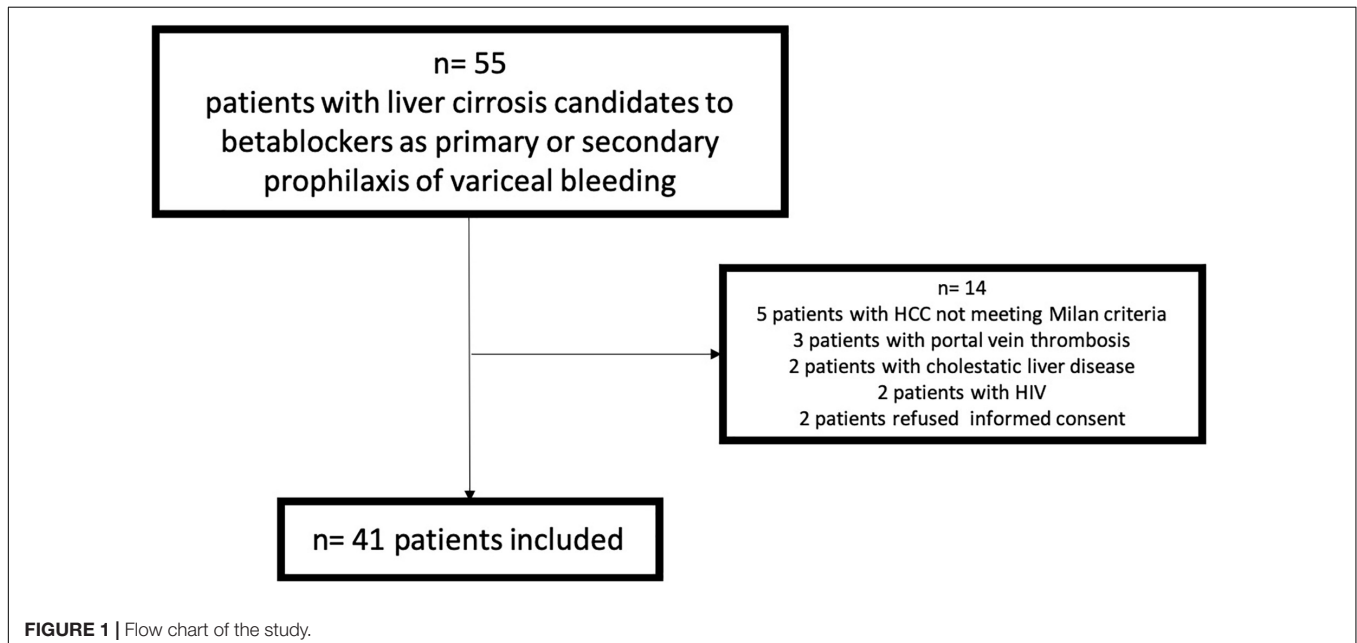 n= 55
patients with liver cirrosis candidates to
betablockers as primary or secondary
prophilaxis of variceal bleeding
n= 14
5 patients with HCC not meeting Milan criteria
3 patients with portal vein thrombosis
2 patients with cholestatic liver disease
2 patients with HIV
2 patients refused informed consent
n= 41 patients included
FIGURE 1 | Flow chart of the study.